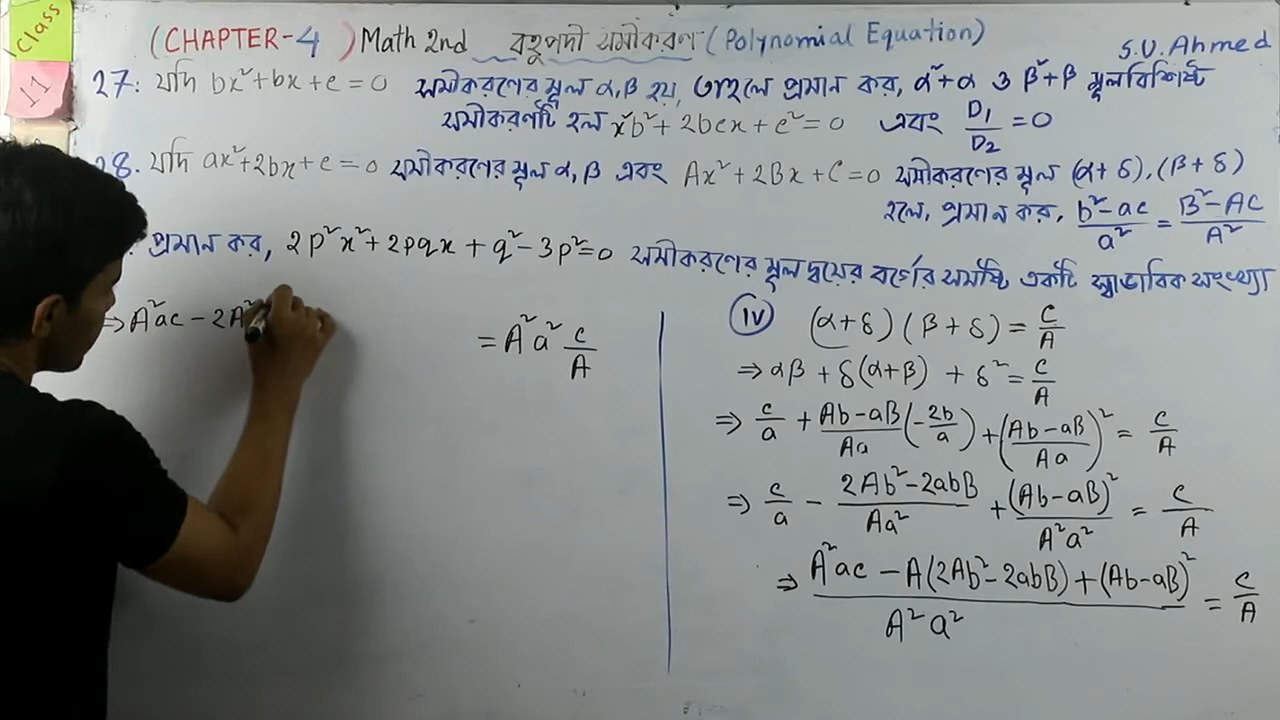 Class
11
(CHAPTER-4) Math 2nd বহুপদী সমীকরণ (Polynomial Equation)
S.U.Ahmed
27. যদি bx²+bx+c=0 সমীকরণের মূল α,β হয়, তাহলে প্রমান কর, α²+α ও β²+β মূলবিশিষ্ট
সমীকরণটি হল x²b²+2bcx+c²=0 এবং D₁/D₂=0
28. যদি ax²+2bx+c=0 সমীকরণের মূল α,β এবং Ax²+2Bx+C=0 সমীকরণের মূল (α+δ),(β+δ)
হলে, প্রমান কর, (b²-ac)/a² = (B²-AC)/A²
প্রমান কর, 2p²x²+2pqx+q²-3p²=0 সমীকরণের মূলদ্বয়ের বর্গের সমষ্টি একটি স্বাভাবিক সংখ্যা
⇒A²ac-2A²
= A²a² C/A
(iv) (α+δ)(β+δ)= C/A
⇒αβ+δ(α+β)+δ²= C/A
⇒ c/a + (Ab-aB)/Aa (-2b/a) + ((Ab-aB)/Aa)² = C/A
⇒ c/a - (2Ab²-2abB)/Aa² + (Ab-aB)²/A²a² = C/A
⇒ (A²ac-A(2Ab²-2abB)+(Ab-aB)²)/A²a² = C/A